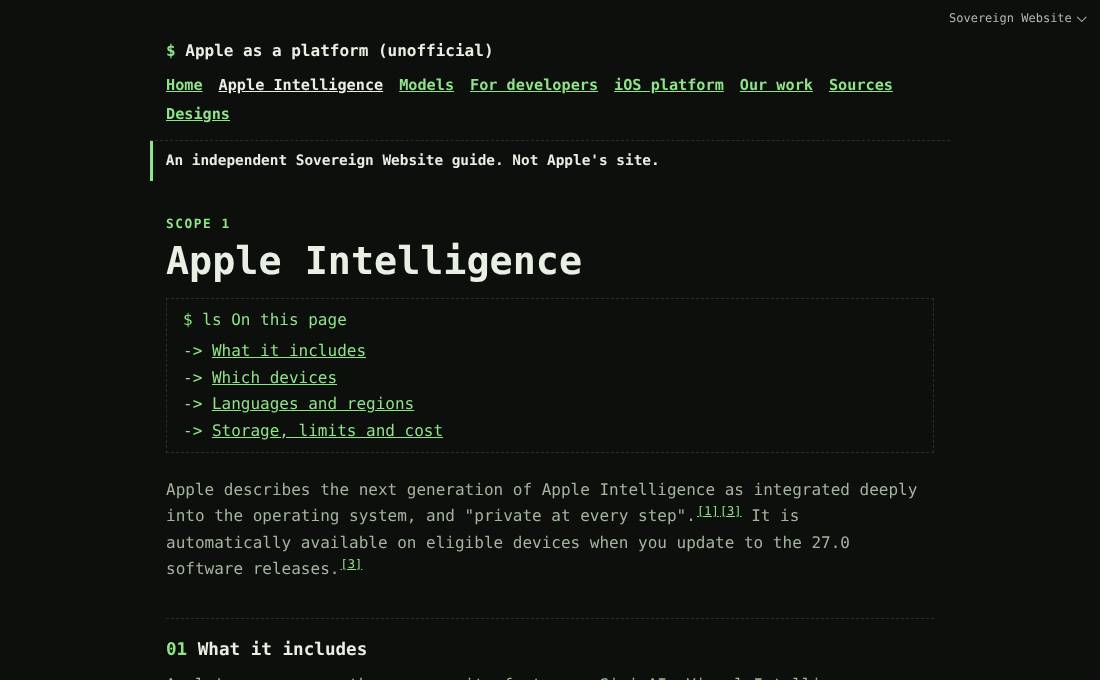 Sovereign Website
$ Apple as a platform (unofficial)
Home Apple Intelligence Models For developers iOS platform Our work Sources
Designs
An independent Sovereign Website guide. Not Apple's site.
SCOPE 1
Apple Intelligence
$ ls On this page
-> What it includes
-> Which devices
-> Languages and regions
-> Storage, limits and cost
Apple describes the next generation of Apple Intelligence as integrated deeply
into the operating system, and "private at every step".[1][3] It is
automatically available on eligible devices when you update to the 27.0
software releases.[3]
01 What it includes